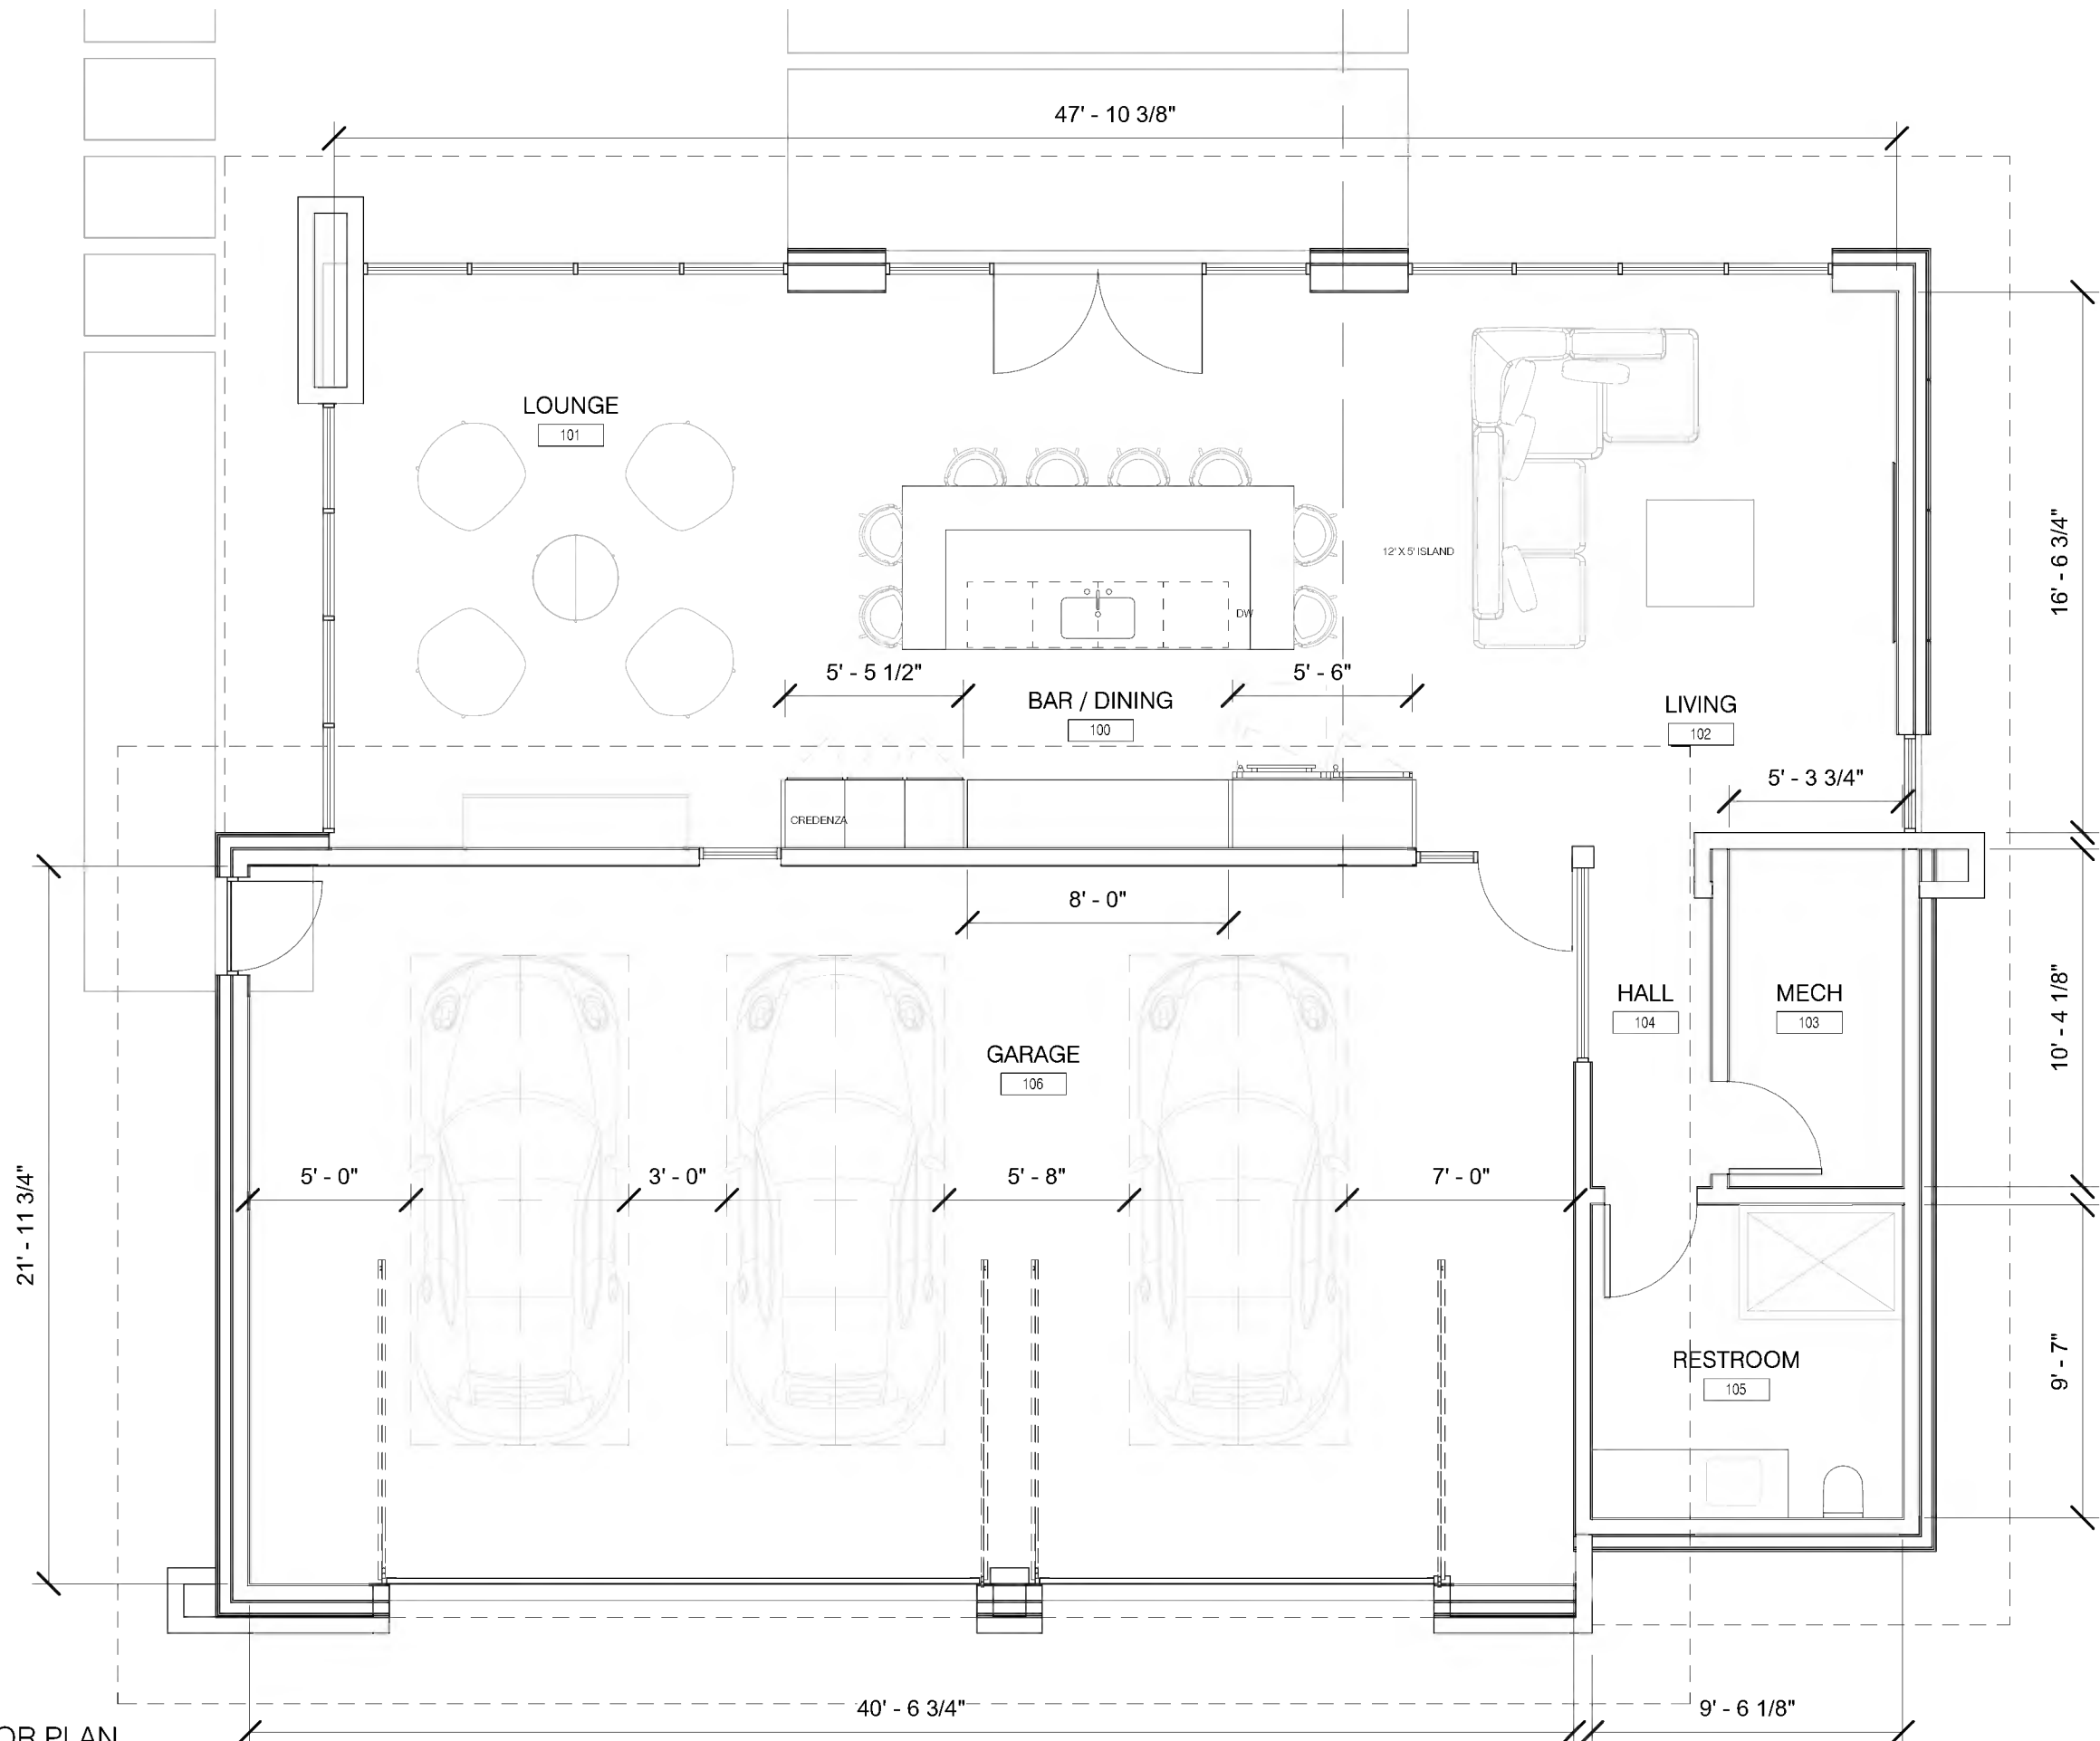 47' - 10 3/8"
LOUNGE
101
16' - 6 3/4"
12' X 5' ISLAND
DW
5' - 5 1/2"
5' - 6"
BAR / DINING
100
LIVING
102
5' - 3 3/4"
CREDENZA
8' - 0"
HALL
104
MECH
103
10' - 4 1/8"
GARAGE
106
5' - 0"
3' - 0"
5' - 8"
7' - 0"
21' - 11 3/4"
RESTROOM
105
9' - 7"
40' - 6 3/4"
9' - 6 1/8"
OR PLAN